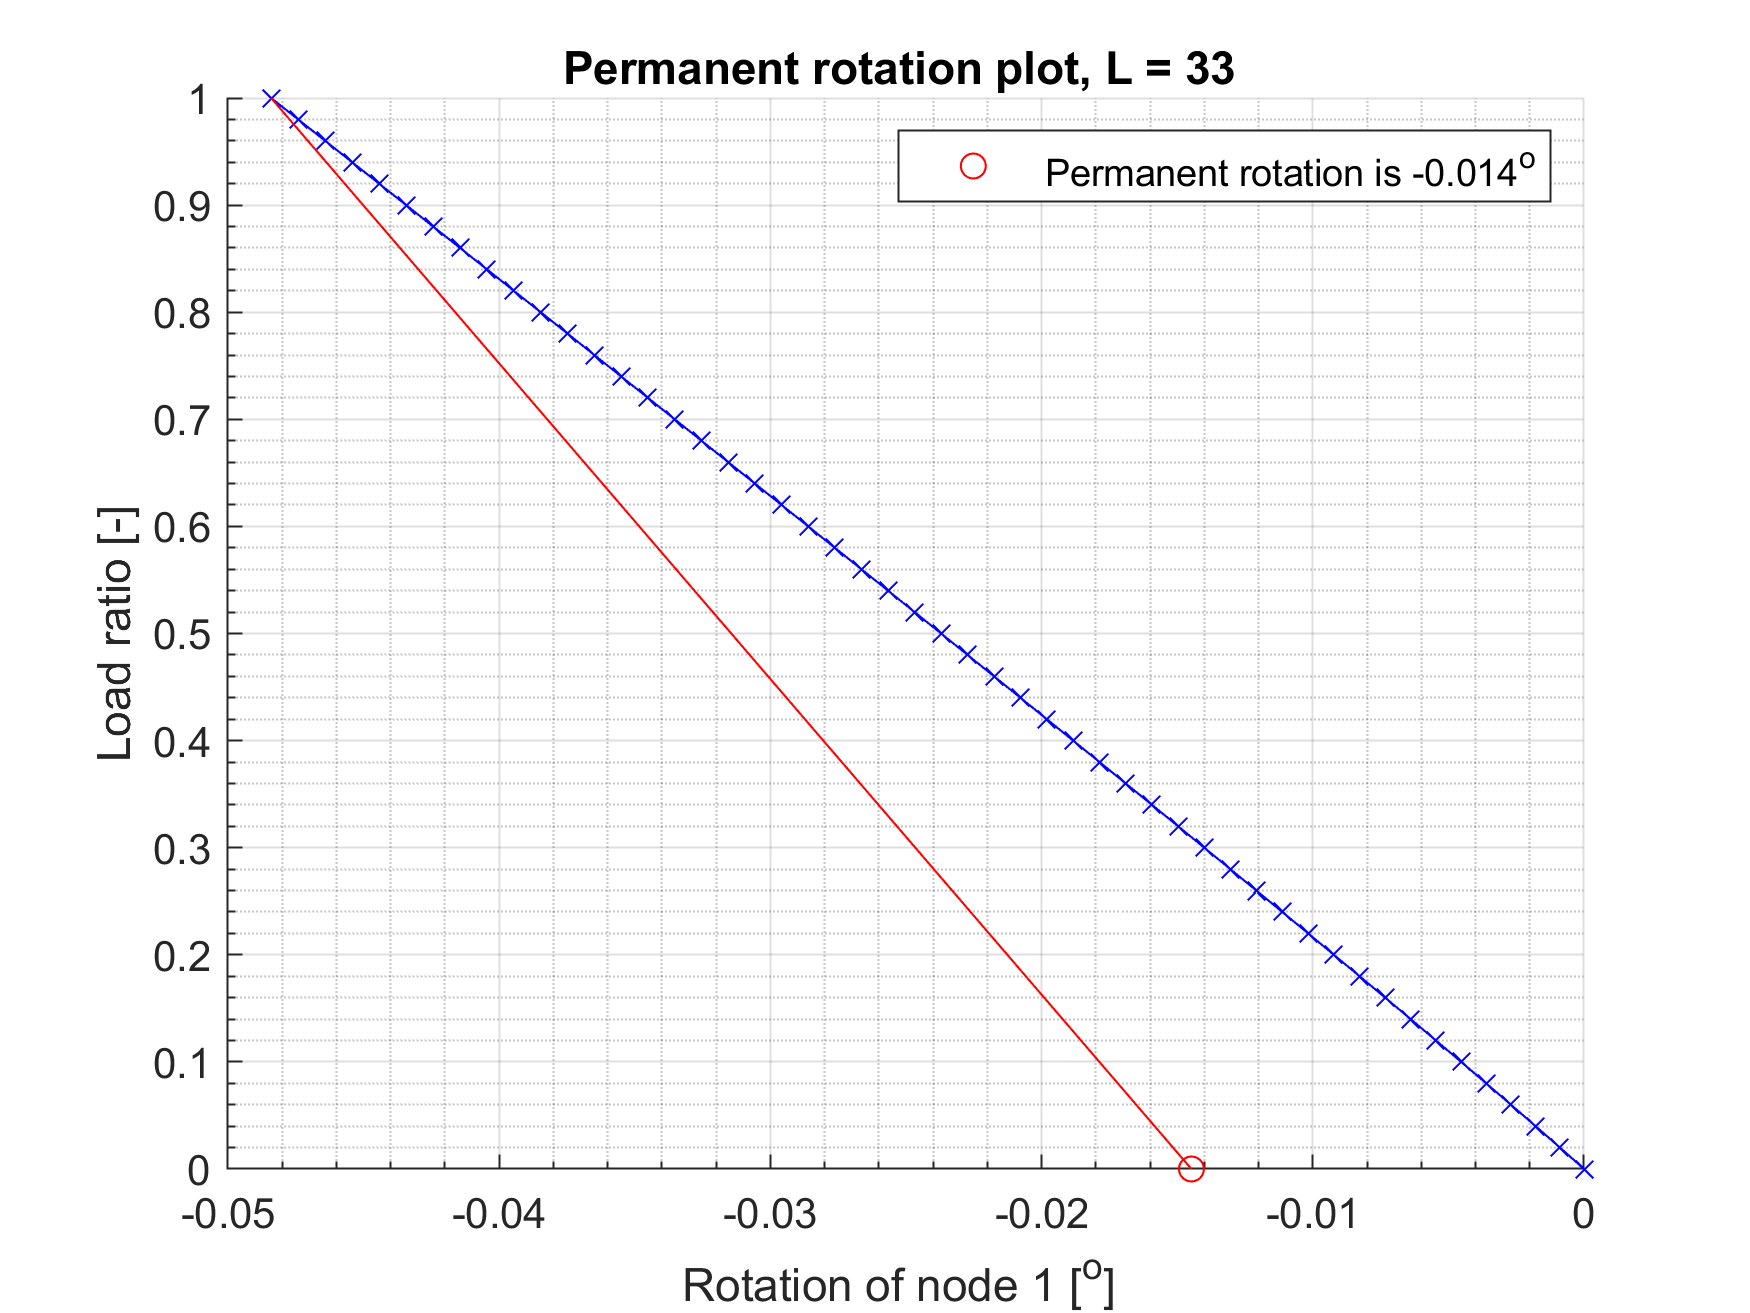 Permanent rotation plot, L = 33
Permanent rotation is -0.014°
1
0.9
0.8
0.7
0.6
0.5
0.4
0.3
0.2
0.1
0
Load ratio [-]
-0.05 -0.04 -0.03 -0.02 -0.01 0
Rotation of node 1 [°]